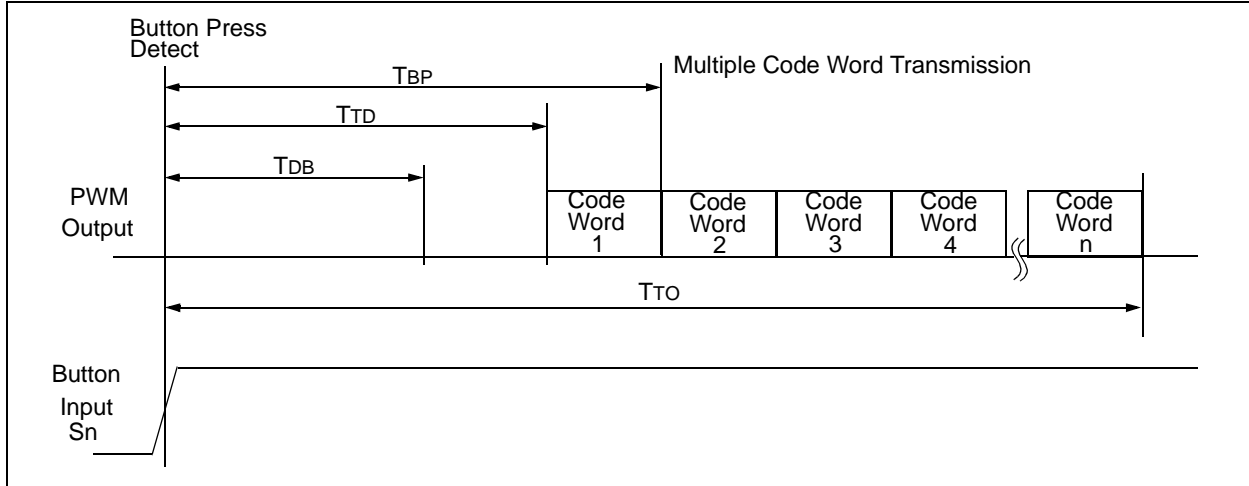 Button Press
Detect
TBP
Multiple Code Word Transmission
TTD
TDB
PWM
Output
Code
Word
1
Code
Word
2
Code
Word
3
Code
Word
4
Code
Word
n
TTO
Button
Input
Sn